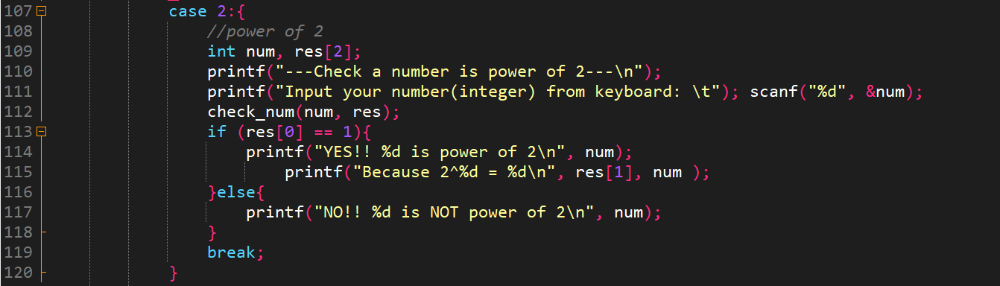 107 case 2:{
108 //power of 2
109 int num, res[2];
110 printf("---Check a number is power of 2---\n");
111 printf("Input your number(integer) from keyboard: \t"); scanf("%d", &num);
112 check_num(num, res);
113 if (res[0] == 1){
114 printf("YES!! %d is power of 2\n", num);
115 printf("Because 2^%d = %d\n", res[1], num );
116 }else{
117 printf("NO!! %d is NOT power of 2\n", num);
118 }
119 break;
120 }